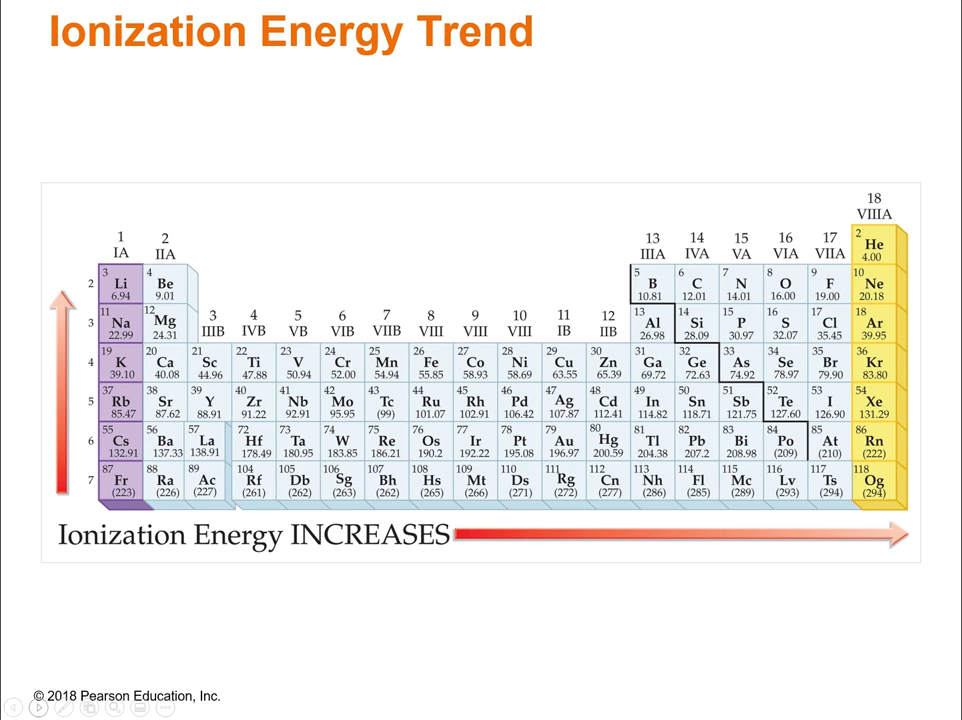 Ionization Energy Trend
18
VIIIA
1 2 13 14 15 16 17 2
IA IIA IIIA IVA VA VIA VIIA He
4.00
3 4 5 6 7 8 9 10
2 Li Be B C N O F Ne
6.94 9.01 10.81 12.01 14.01 16.00 19.00 20.18
11 12 3 4 5 6 7 8 9 10 11 12 13 14 15 16 17 18
3 Na Mg IIIB IVB VB VIB VIIB VIII VIII VIII IB IIB Al Si P S Cl Ar
22.99 24.31 26.98 28.09 30.97 32.07 35.45 39.95
19 20 21 22 23 24 25 26 27 28 29 30 31 32 33 34 35 36
4 K Ca Sc Ti V Cr Mn Fe Co Ni Cu Zn Ga Ge As Se Br Kr
39.10 40.08 44.96 47.88 50.94 52.00 54.94 55.85 58.93 58.69 63.55 65.39 69.72 72.63 74.92 78.97 79.90 83.80
37 38 39 40 41 42 43 44 45 46 47 48 49 50 51 52 53 54
5 Rb Sr Y Zr Nb Mo Tc Ru Rh Pd Ag Cd In Sn Sb Te I Xe
85.47 87.62 88.91 91.22 92.91 95.95 (99) 101.07 102.91 106.42 107.87 112.41 114.82 118.71 121.75 127.60 126.90 131.29
55 56 57 72 73 74 75 76 77 78 79 80 81 82 83 84 85 86
6 Cs Ba La Hf Ta W Re Os Ir Pt Au Hg Tl Pb Bi Po At Rn
132.91 137.33 138.91 178.49 180.95 183.85 186.21 190.2 192.22 195.08 196.97 200.59 204.38 207.2 208.98 (209) (210) (222)
87 88 89 104 105 106 107 108 109 110 111 112 113 114 115 116 117 118
7 Fr Ra Ac Rf Db Sg Bh Hs Mt Ds Rg Cn Nh Fl Mc Lv Ts Og
(223) (226) (227) (261) (262) (263) (262) (265) (266) (271) (272) (277) (286) (285) (289) (293) (294) (294)
Ionization Energy INCREASES
© 2018 Pearson Education, Inc.